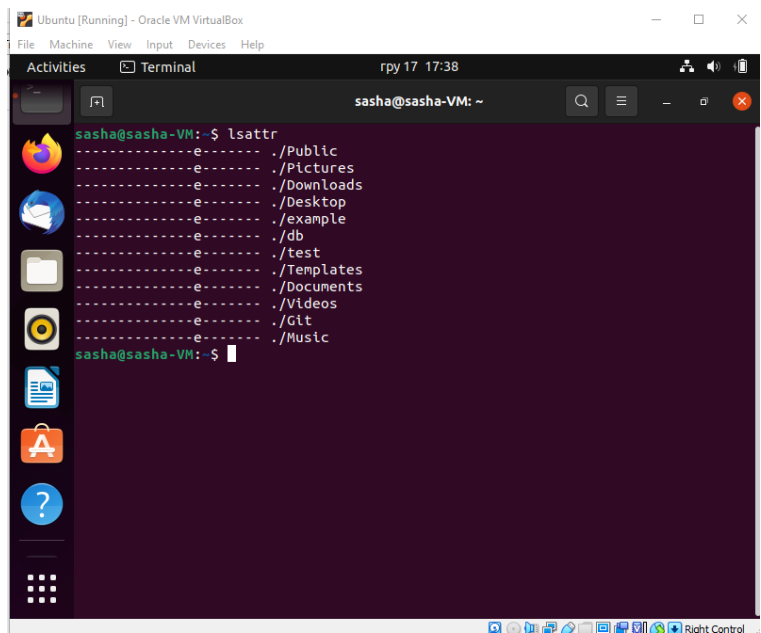 Ubuntu [Running] - Oracle VM VirtualBox
File Machine View Input Devices Help
Activities Terminal гру 17 17:38
sasha@sasha-VM: ~
sasha@sasha-VM:~$ lsattr
--------------e------- ./Public
--------------e------- ./Pictures
--------------e------- ./Downloads
--------------e------- ./Desktop
--------------e------- ./example
--------------e------- ./db
--------------e------- ./test
--------------e------- ./Templates
--------------e------- ./Documents
--------------e------- ./Videos
--------------e------- ./Git
--------------e------- ./Music
sasha@sasha-VM:~$
Right Control